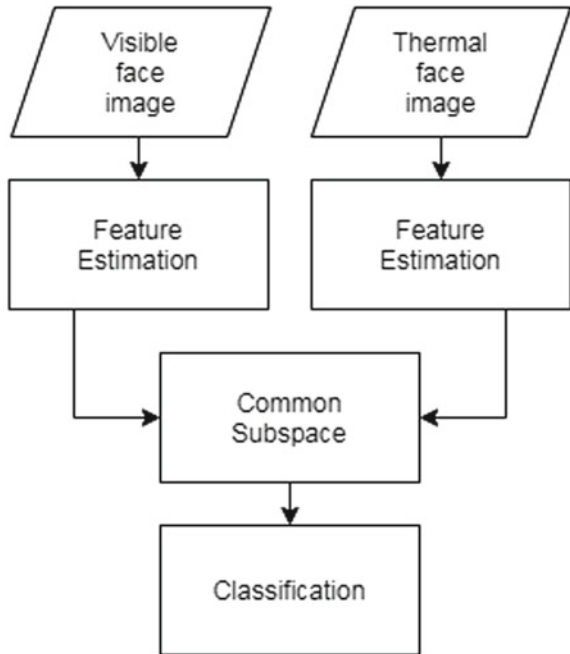 Visible
face
image
Thermal
face
image
Feature
Estimation
Feature
Estimation
Common
Subspace
Classification